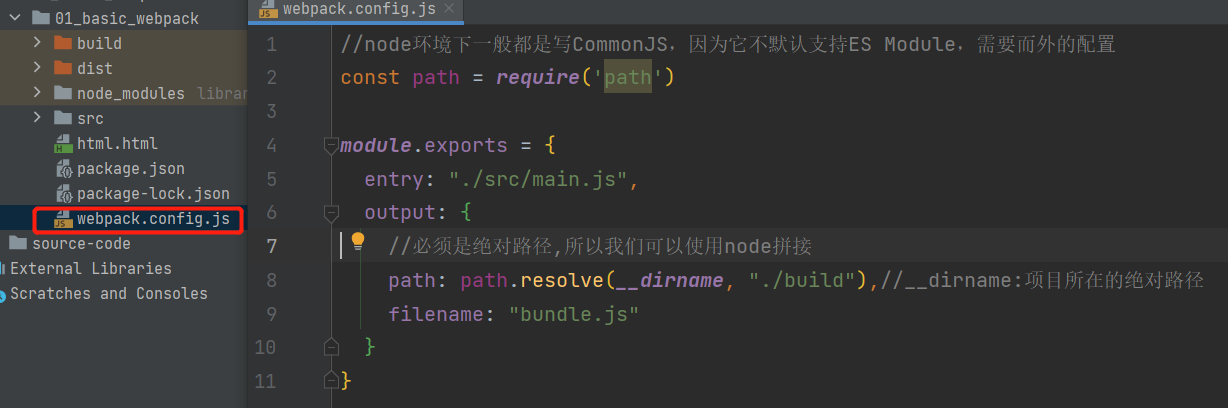 01_basic_webpack
build
dist
node_modules librar
src
html.html
package.json
package-lock.json
webpack.config.js
source-code
External Libraries
Scratches and Consoles
webpack.config.js
1 //node环境下一般都是写CommonJS，因为它不默认支持ES Module，需要而外的配置
2 const path = require('path')
3
4 module.exports = {
5 entry: "./src/main.js",
6 output: {
7 //必须是绝对路径,所以我们可以使用node拼接
8 path: path.resolve(__dirname, "./build"),//__dirname:项目所在的绝对路径
9 filename: "bundle.js"
10 }
11 }